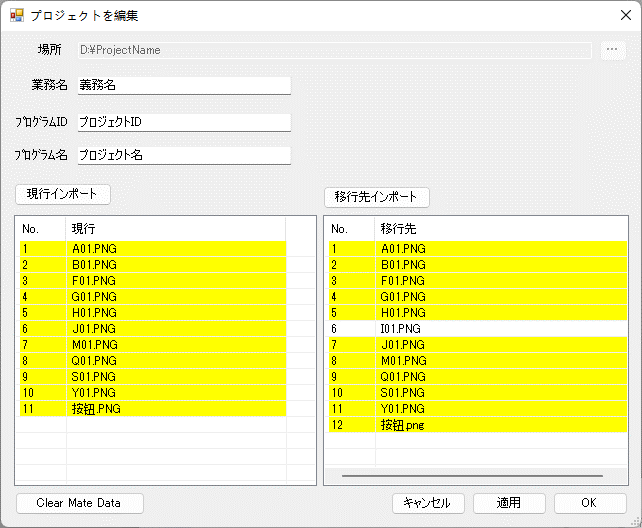 プロジェクトを編集
場所 D:¥ProjectName ...
業務名 義務名
プログラムID プロジェクトID
プログラム名 プロジェクト名
現行インポート 移行先インポート
No. 現行
1 A01.PNG
2 B01.PNG
3 F01.PNG
4 G01.PNG
5 H01.PNG
6 J01.PNG
7 M01.PNG
8 Q01.PNG
9 S01.PNG
10 Y01.PNG
11 按钮.PNG
No. 移行先
1 A01.PNG
2 B01.PNG
3 F01.PNG
4 G01.PNG
5 H01.PNG
6 I01.PNG
7 J01.PNG
8 M01.PNG
9 Q01.PNG
10 S01.PNG
11 Y01.PNG
12 按钮.png
Clear Mate Data キャンセル 適用 OK